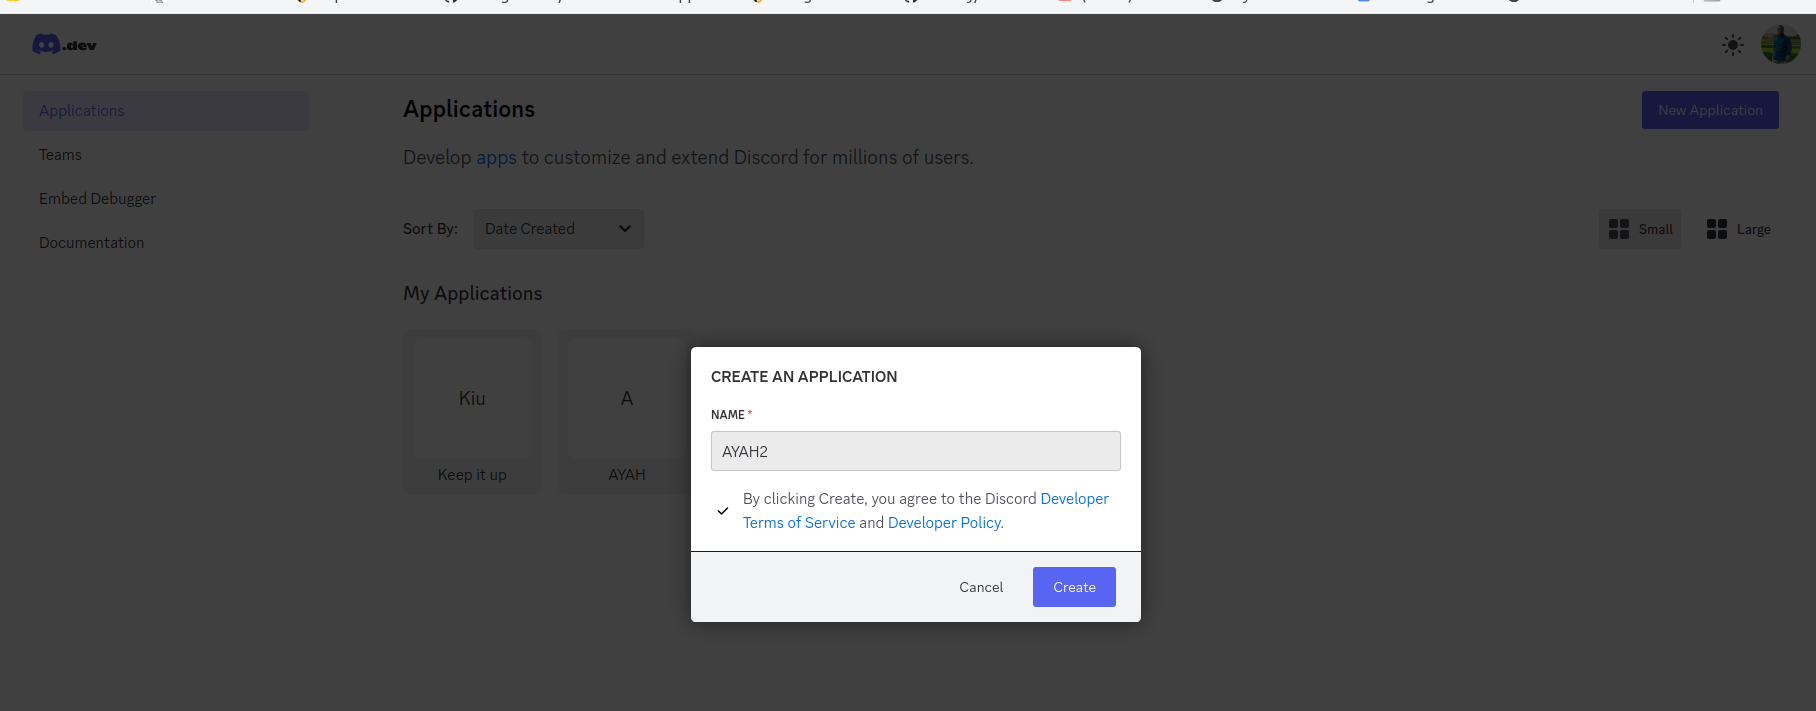 .dev
Applications
Teams
Embed Debugger
Documentation
Applications
New Application
Develop apps to customize and extend Discord for millions of users.
Sort By:
Date Created
Small
Large
My Applications
Kiu
Keep it up
A
AYAH
CREATE AN APPLICATION
NAME *
AYAH2
By clicking Create, you agree to the Discord Developer
Terms of Service and Developer Policy.
Cancel
Create